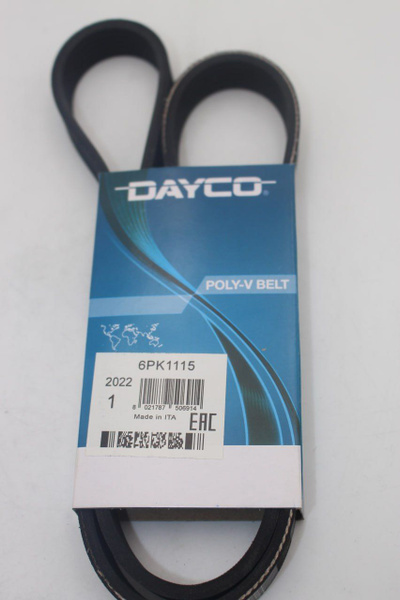 DAYCO®
POLY-V BELT
6PK1115
2022
1
8 021787 506914
Made in ITA
EAC